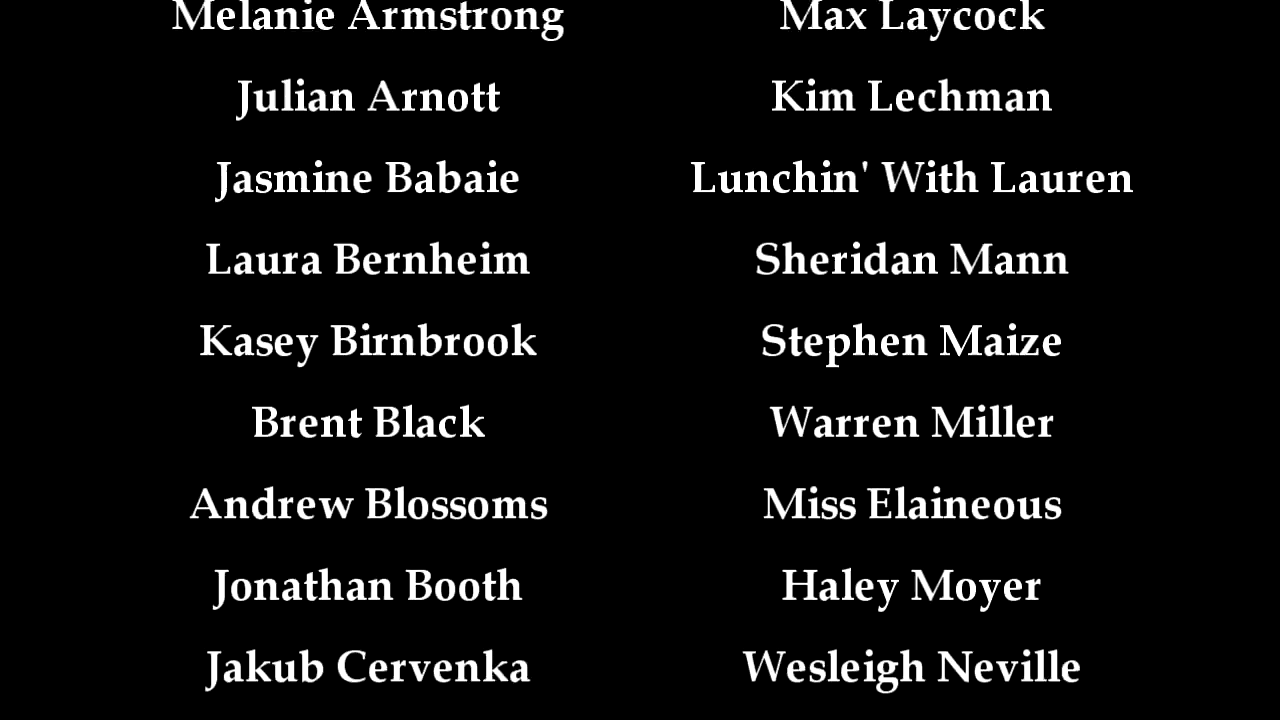 Melanie Armstrong
Julian Arnott
Jasmine Babaie
Laura Bernheim
Kasey Birnbrook
Brent Black
Andrew Blossoms
Jonathan Booth
Jakub Cervenka
Max Laycock
Kim Lechman
Lunchin' With Lauren
Sheridan Mann
Stephen Maize
Warren Miller
Miss Elaineous
Haley Moyer
Wesleigh Neville